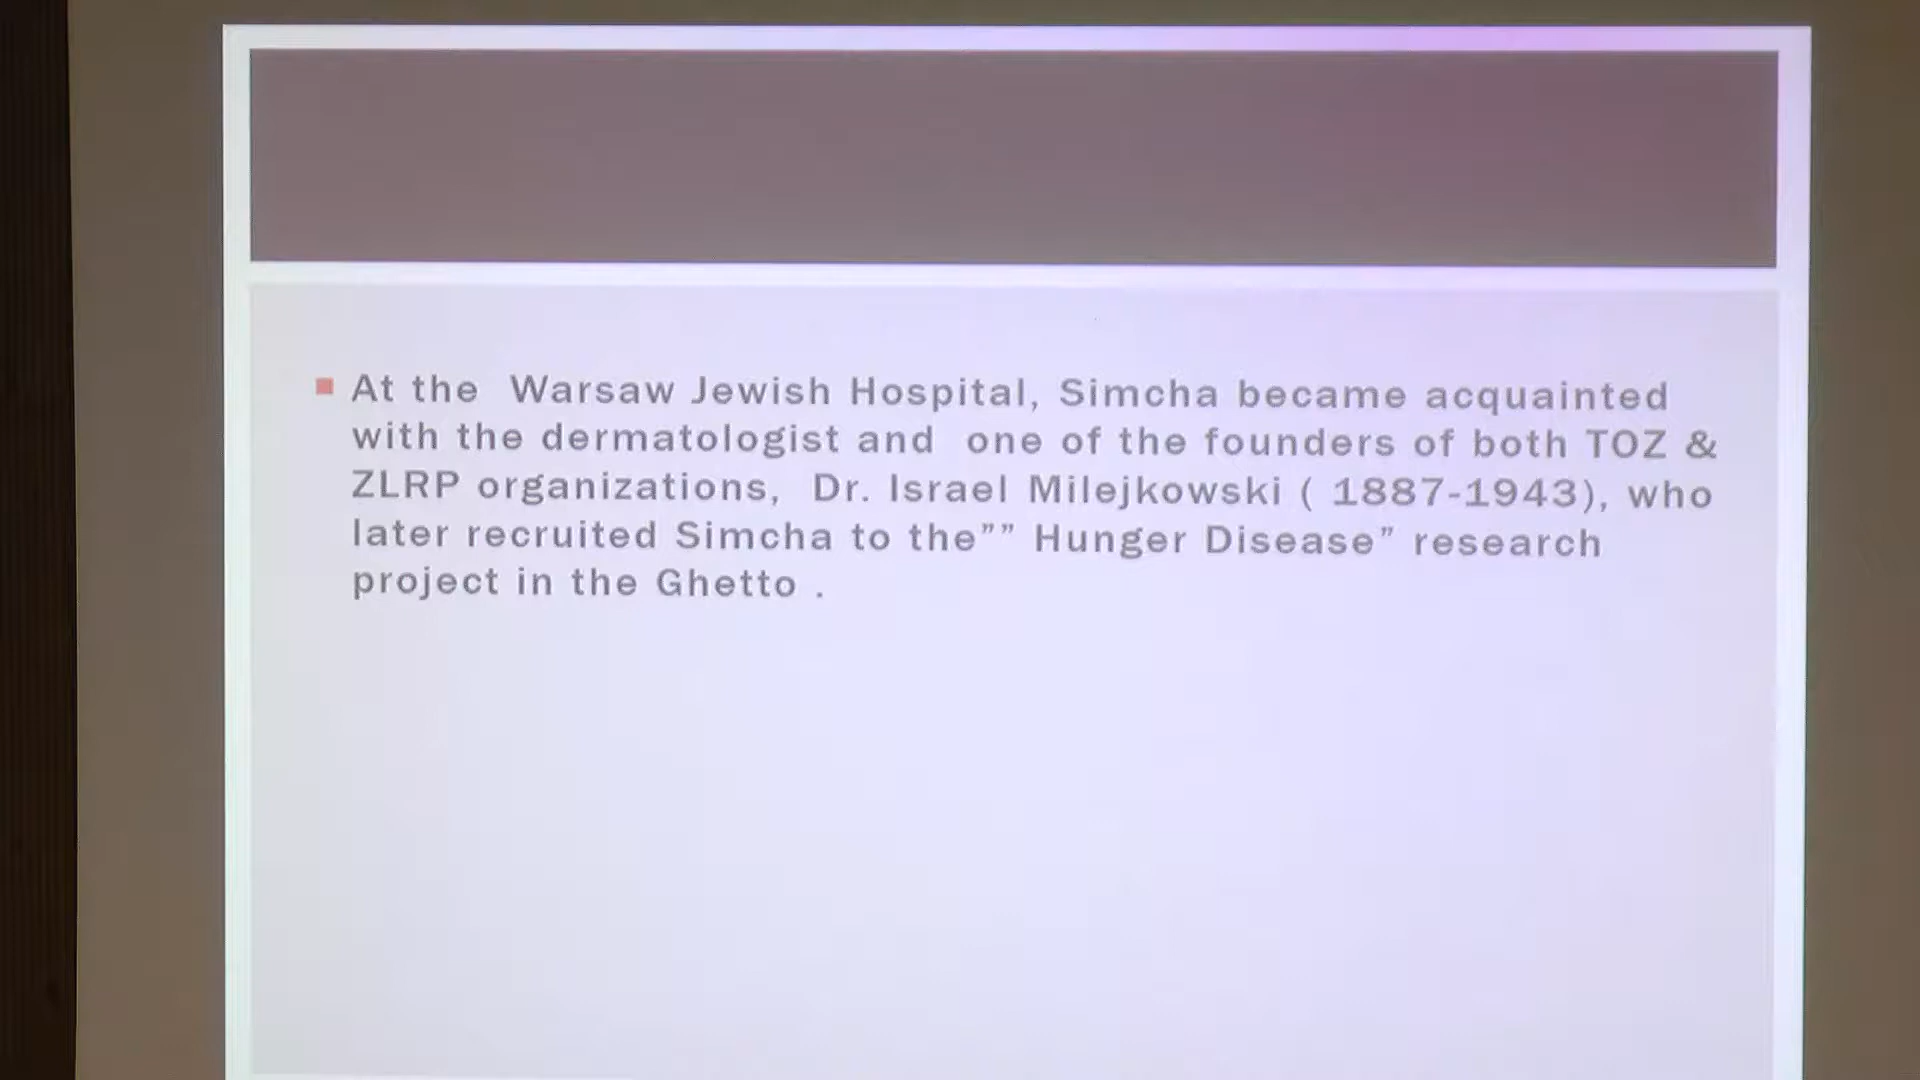 At the  Warsaw Jewish Hospital, Simcha became acquainted
with the dermatologist and  one of the founders of both TOZ &
ZLRP organizations,  Dr. Israel Milejkowski ( 1887-1943), who
later recruited Simcha to the”” Hunger Disease” research
project in the Ghetto .